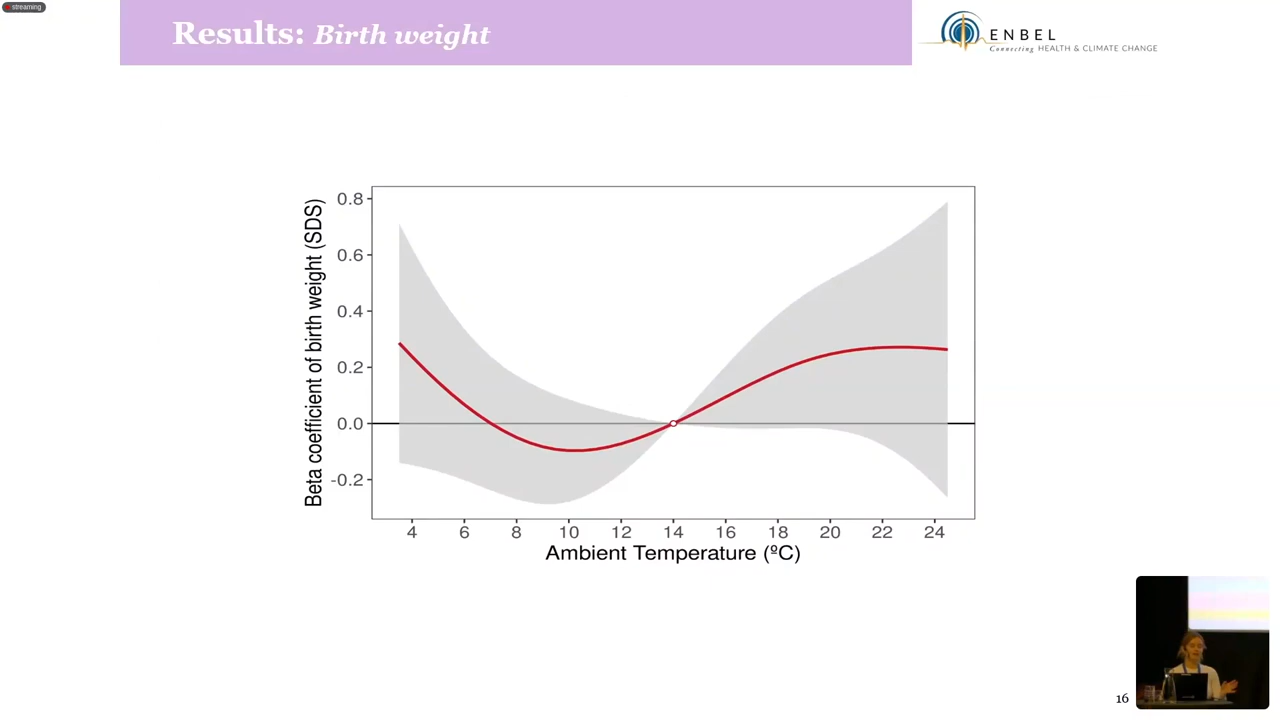 streaming
Results: Birth weight
ENBEL
Connecting HEALTH & CLIMATE CHANGE
Beta coefficient of birth weight (SDS)
0.8
0.6
0.4
0.2
0.0
-0.2
4 6 8 10 12 14 16 18 20 22 24
Ambient Temperature (ºC)
16